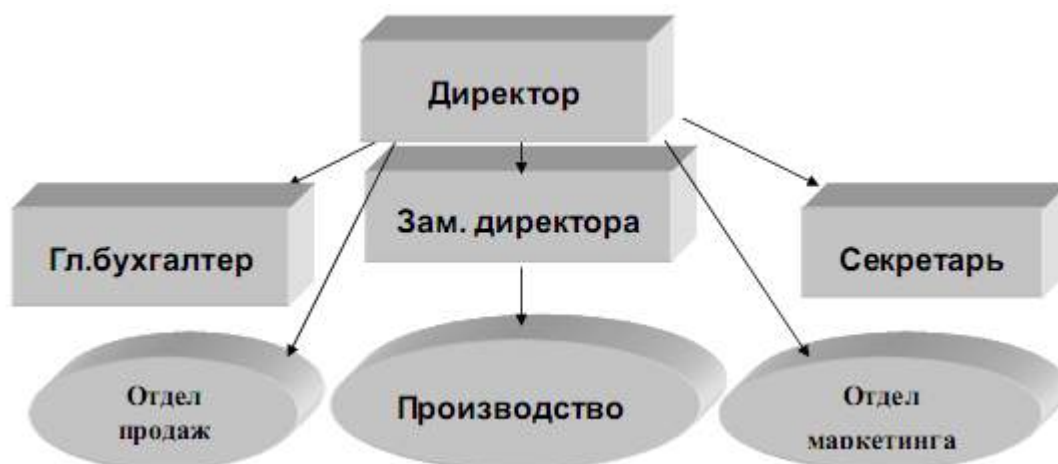 Директор
Гл.бухгалтер
Зам. директора
Секретарь
Отдел
продаж
Производство
Отдел
маркетинга